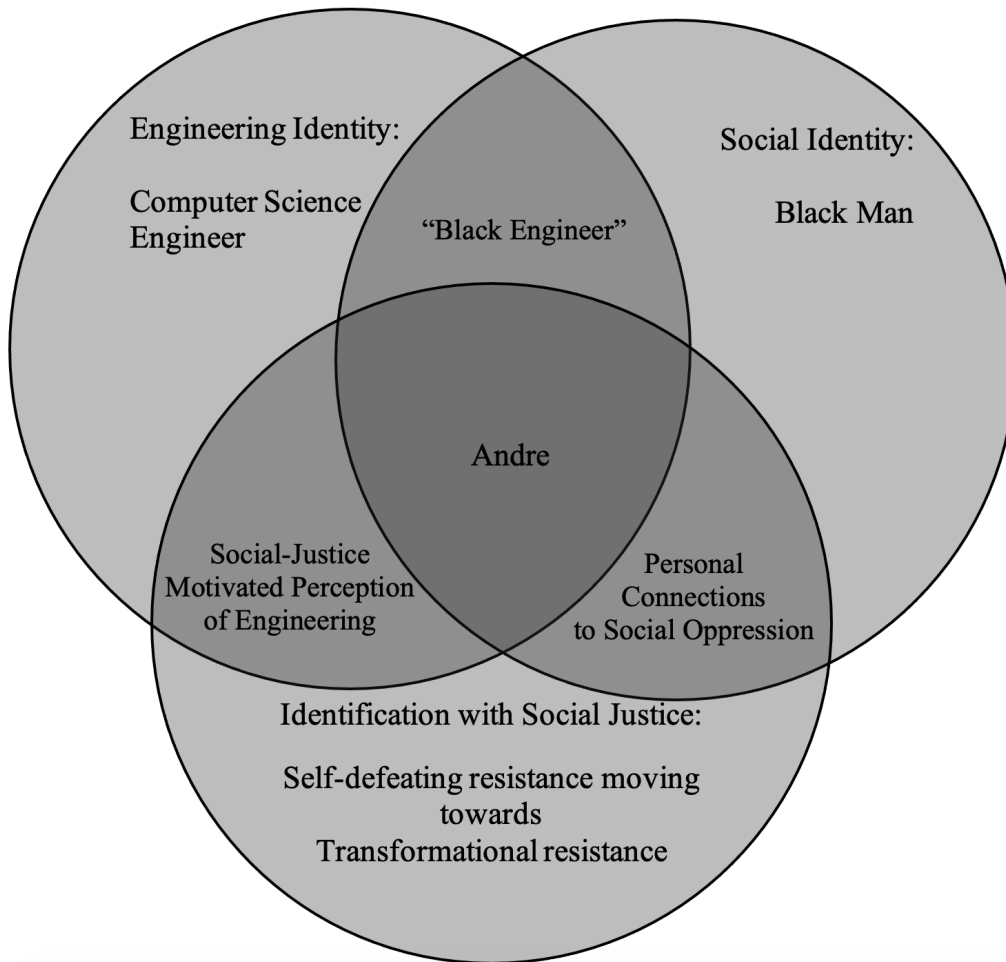 Engineering Identity:
Computer Science
Engineer
Social Identity:
Black Man
“Black Engineer”
Andre
Social-Justice
Motivated Perception
of Engineering
Personal
Connections
to Social Oppression
Identification with Social Justice:
Self-defeating resistance moving
towards
Transformational resistance